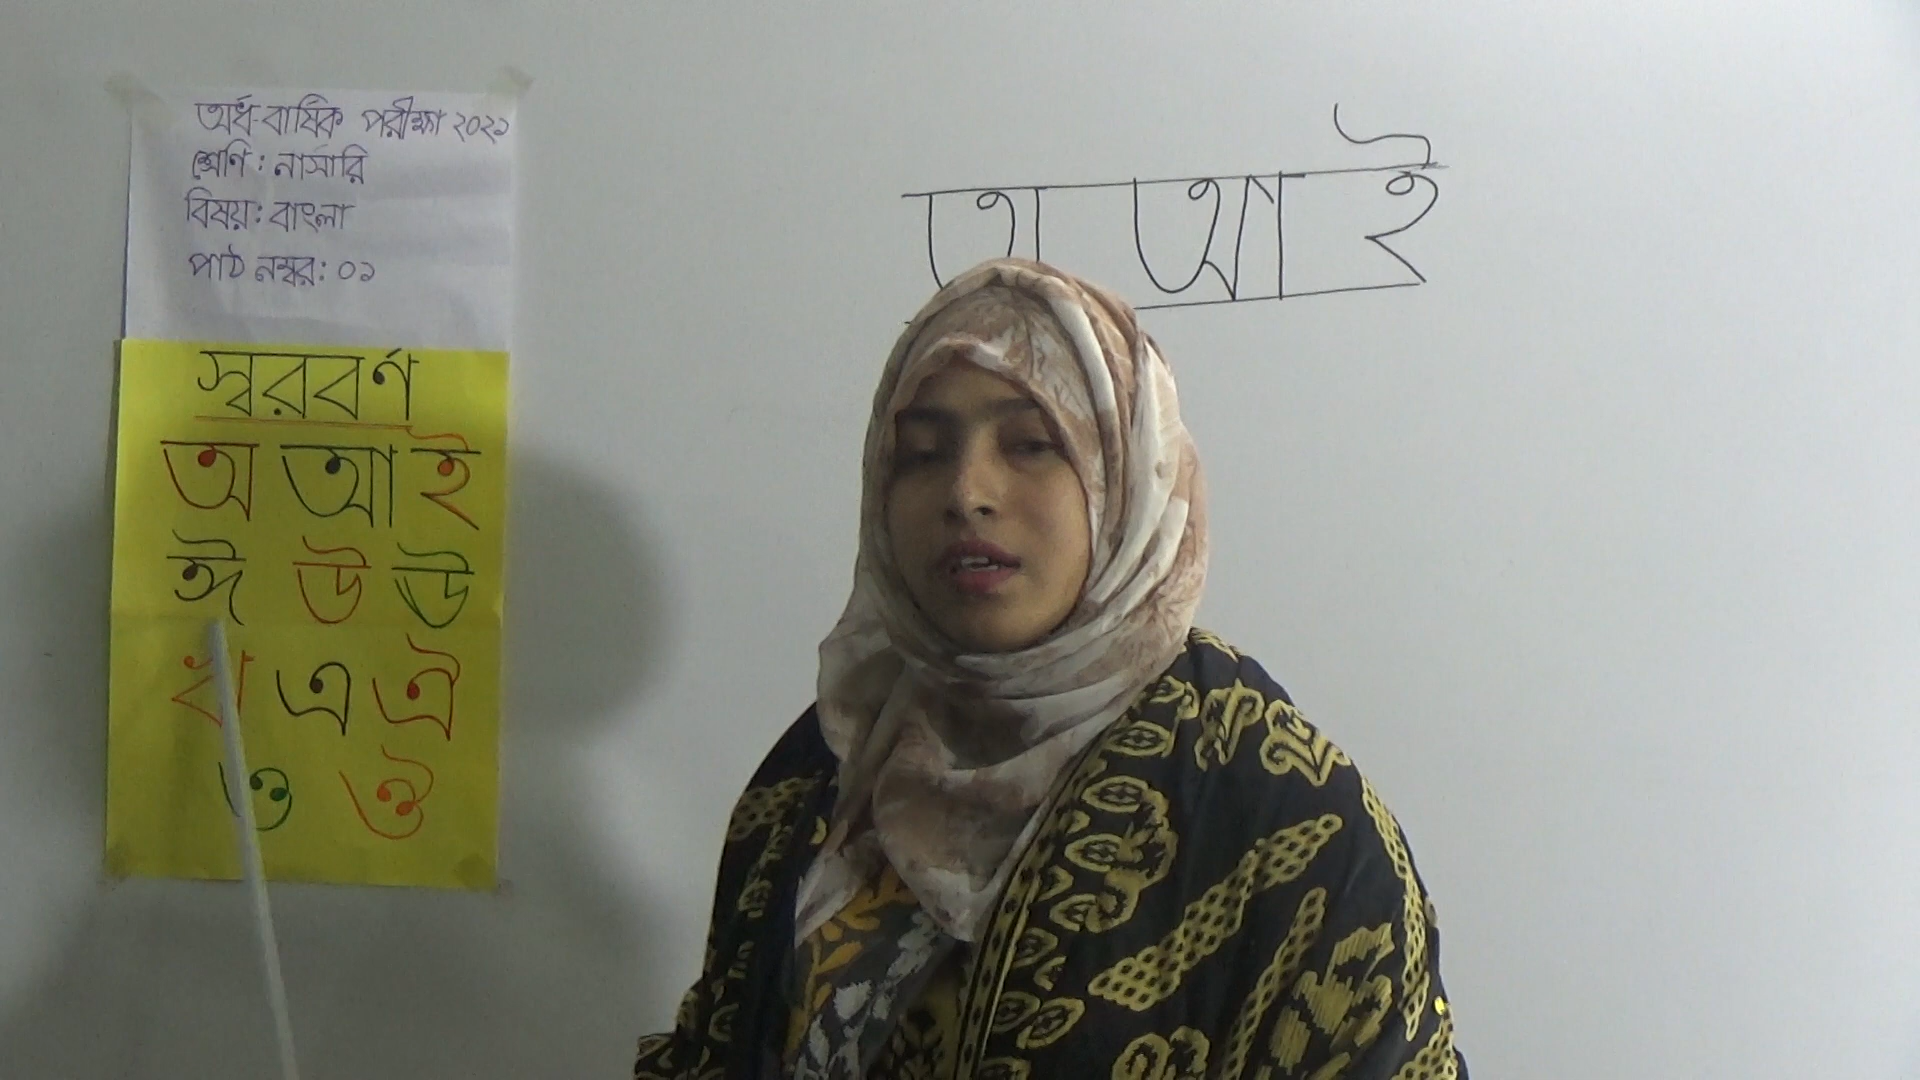 অর্ধ-বার্ষিক পরীক্ষা ২০২১
শ্রেণি : নার্সারি
বিষয় : বাংলা
পাঠ নম্বর : ০১
স্বরবর্ণ
অ আ ই
ঈ উ ঊ
ঋ এ ঐ
ও ঔ
অ আ ই